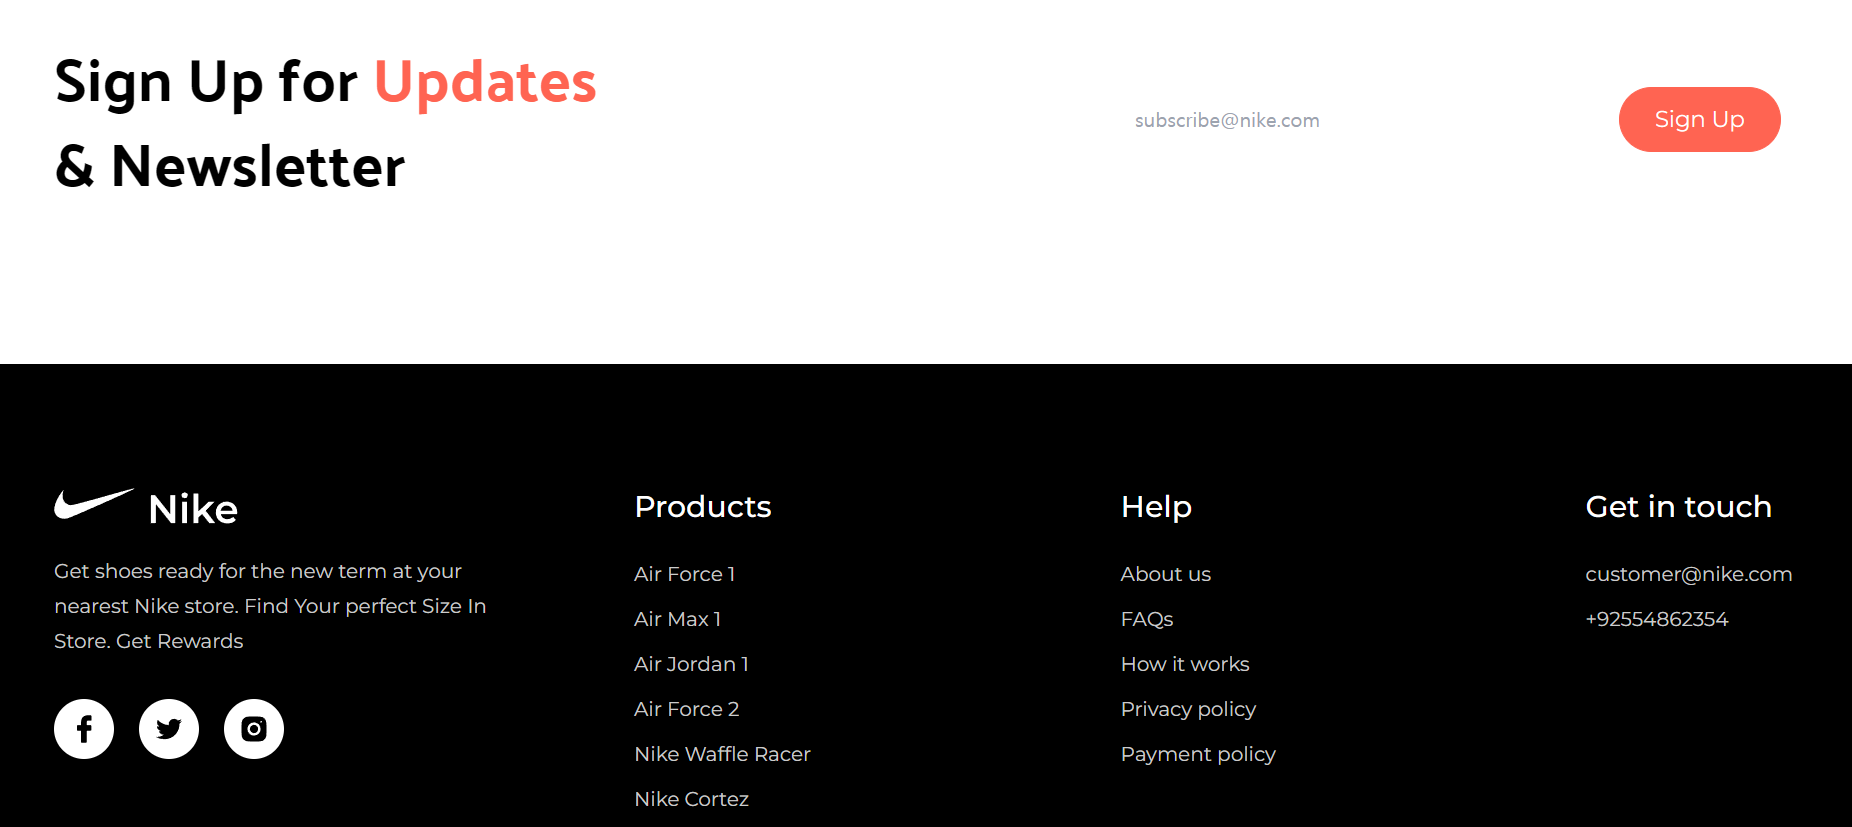 Sign Up for Updates
& Newsletter
subscribe@nike.com
Sign Up
Nike
Get shoes ready for the new term at your
nearest Nike store. Find Your perfect Size In
Store. Get Rewards
Products
Air Force 1
Air Max 1
Air Jordan 1
Air Force 2
Nike Waffle Racer
Nike Cortez
Help
About us
FAQs
How it works
Privacy policy
Payment policy
Get in touch
customer@nike.com
+92554862354